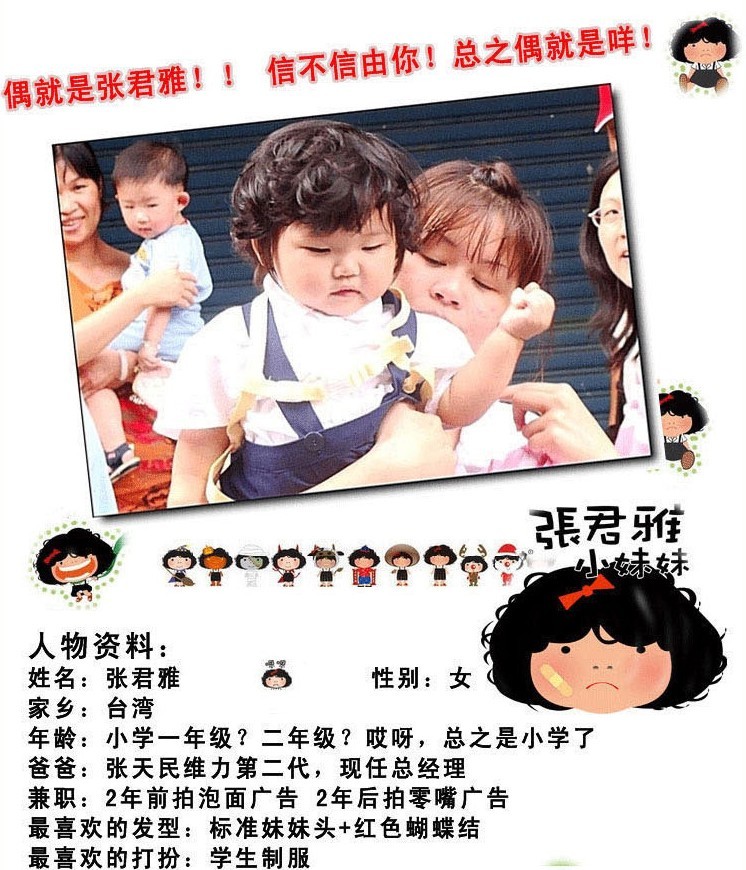 偶就是张君雅！！ 信不信由你！总之偶就是咩！
張君雅
小妹妹
人物资料：
姓名：张君雅 性别：女
家乡：台湾
年龄：小学一年级？二年级？哎呀，总之是小学了
爸爸：张天民维力第二代，现任总经理
兼职：2年前拍泡面广告 2年后拍零嘴广告
最喜欢的发型：标准妹妹头+红色蝴蝶结
最喜欢的打扮：学生制服